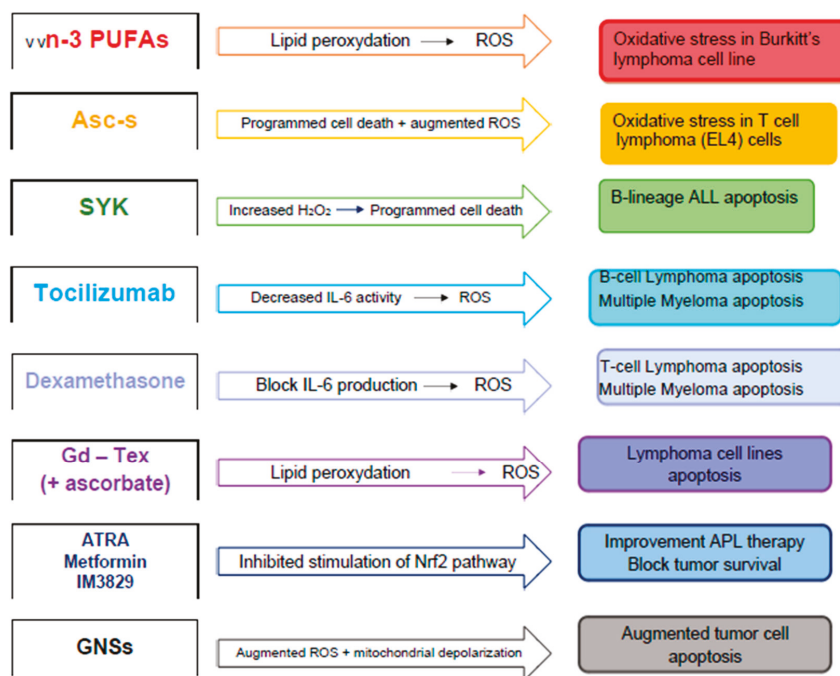 vvn-3 PUFAs
Lipid peroxydation → ROS
Oxidative stress in Burkitt's
lymphoma cell line
Asc-s
Programmed cell death + augmented ROS
Oxidative stress in T cell
lymphoma (EL4) cells
SYK
Increased H₂O₂ → Programmed cell death
B-lineage ALL apoptosis
Tocilizumab
Decreased IL-6 activity → ROS
B-cell Lymphoma apoptosis
Multiple Myeloma apoptosis
Dexamethasone
Block IL-6 production → ROS
T-cell Lymphoma apoptosis
Multiple Myeloma apoptosis
Gd – Tex
(+ ascorbate)
Lipid peroxydation → ROS
Lymphoma cell lines
apoptosis
ATRA
Metformin
IM3829
Inhibited stimulation of Nrf2 pathway
Improvement APL therapy
Block tumor survival
GNSs
Augmented ROS + mitochondrial depolarization
Augmented tumor cell
apoptosis